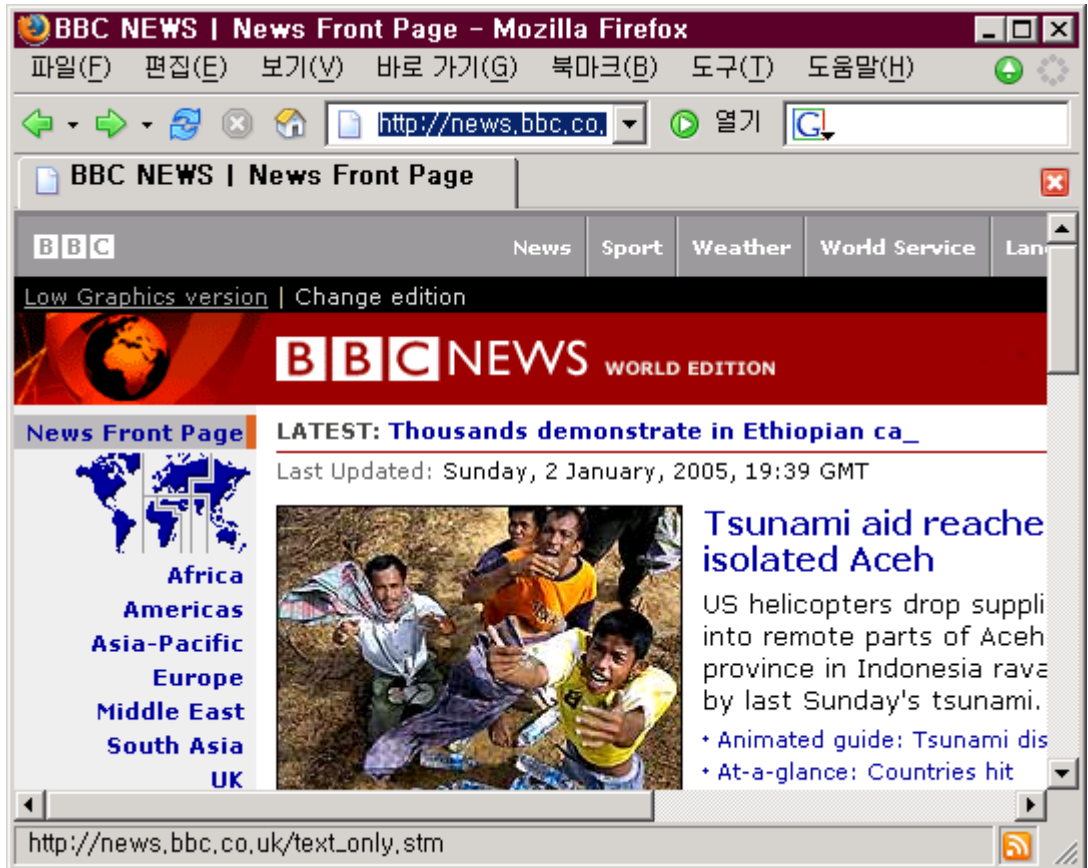 BBC NEWS | News Front Page - Mozilla Firefox
파일(F) 편집(E) 보기(V) 바로 가기(G) 북마크(B) 도구(T) 도움말(H)
http://news.bbc.co. 열기 G
BBC NEWS | News Front Page
BBC News Sport Weather World Service Lan
Low Graphics version | Change edition
BBC NEWS WORLD EDITION
News Front Page
LATEST: Thousands demonstrate in Ethiopian ca_
Last Updated: Sunday, 2 January, 2005, 19:39 GMT
Africa
Americas
Asia-Pacific
Europe
Middle East
South Asia
UK
Tsunami aid reache
isolated Aceh
US helicopters drop suppli
into remote parts of Aceh
province in Indonesia rava
by last Sunday's tsunami.
• Animated guide: Tsunami dis
• At-a-glance: Countries hit
http://news.bbc.co.uk/text_only.stm